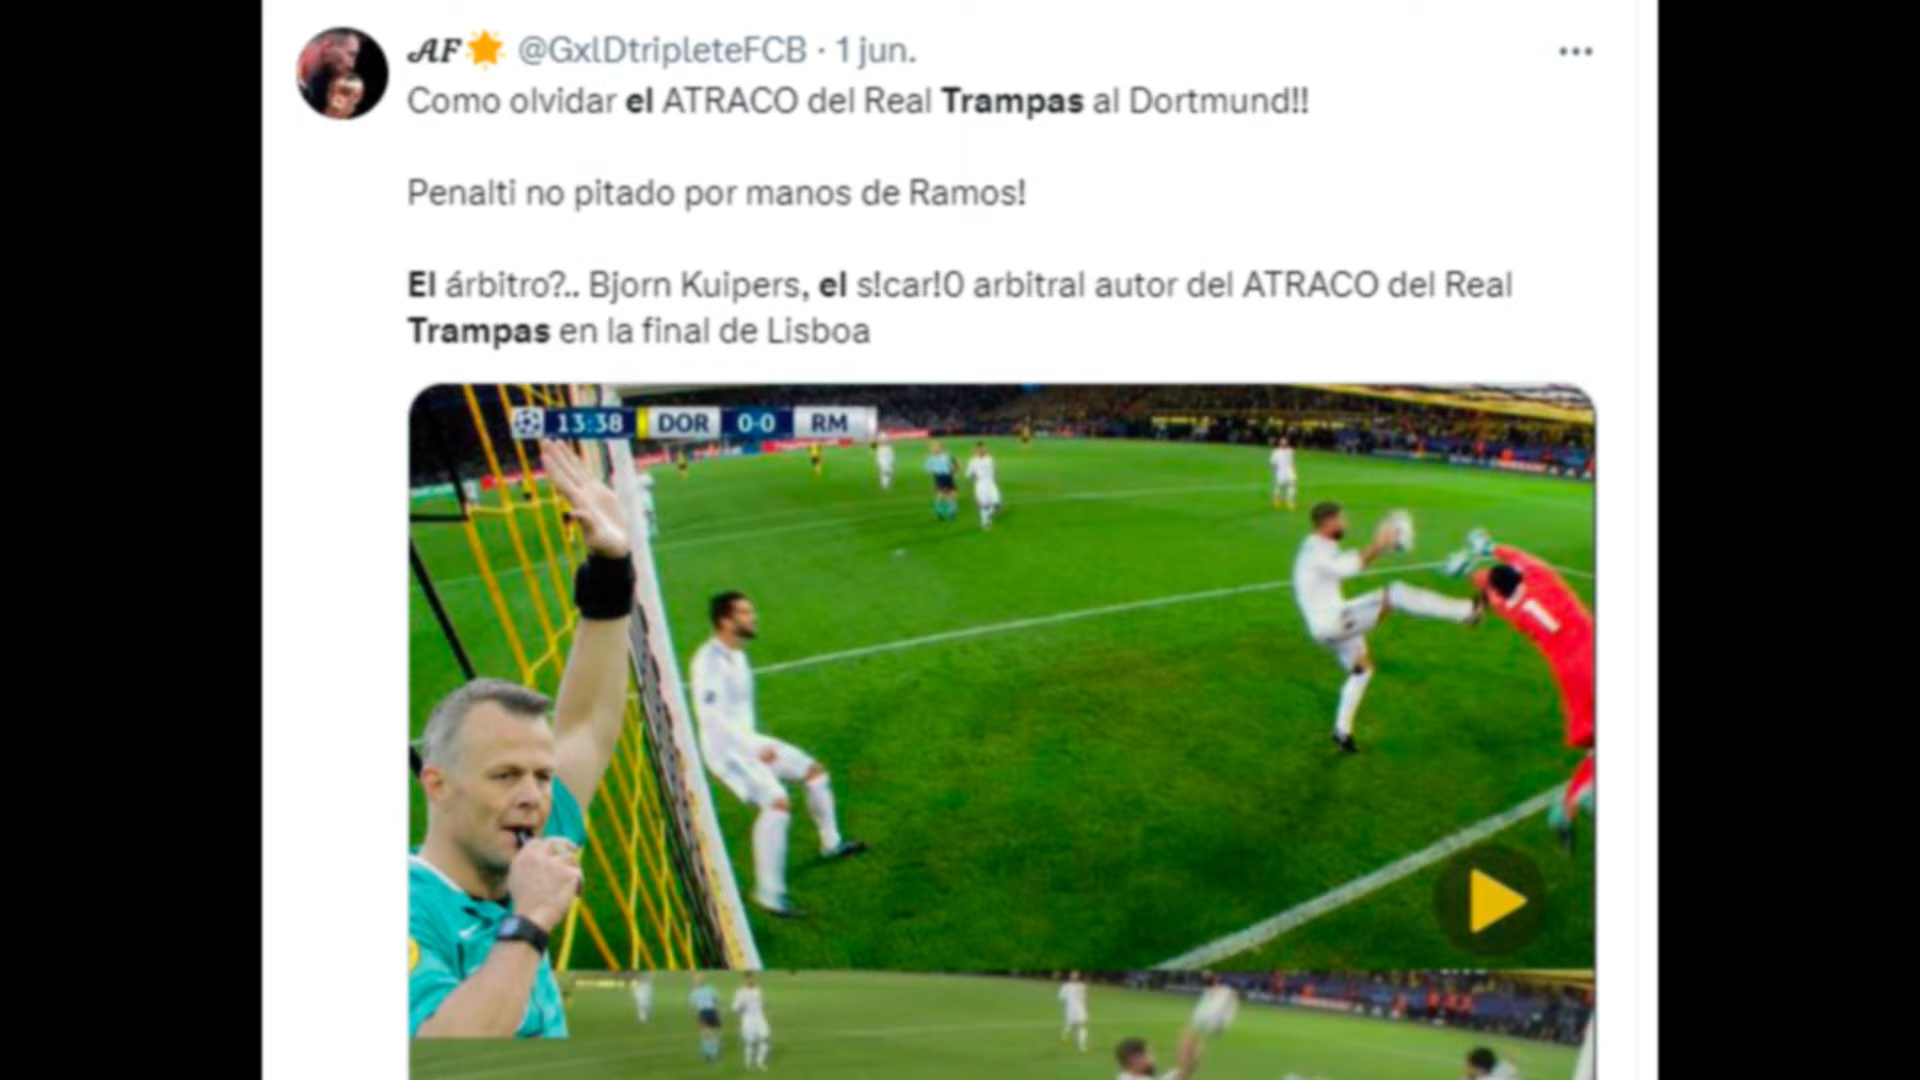 AF @GxlDtripleteFCB · 1 jun.
Como olvidar el ATRACO del Real Trampas al Dortmund!!
Penalti no pitado por manos de Ramos!
El árbitro?.. Bjorn Kuipers, el s!car!0 arbitral autor del ATRACO del Real
Trampas en la final de Lisboa
13:38 DOR 0-0 RM
1